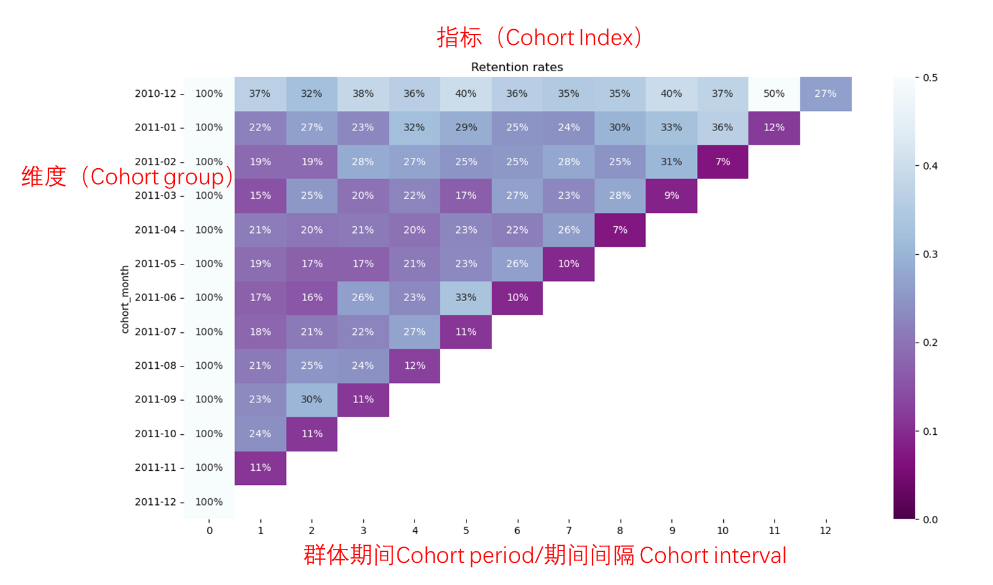 指标（Cohort Index）
Retention rates
2010-12 100% 37% 32% 38% 36% 40% 36% 35% 35% 40% 37% 50% 27%
2011-01 100% 22% 27% 23% 32% 29% 25% 24% 30% 33% 36% 12%
2011-02 100% 19% 19% 28% 27% 25% 25% 28% 25% 31% 7%
维度（Cohort group）
2011-03 100% 15% 25% 20% 22% 17% 27% 23% 28% 9%
2011-04 100% 21% 20% 21% 20% 23% 22% 26% 7%
2011-05 100% 19% 17% 17% 21% 23% 26% 10%
2011-06 100% 17% 16% 26% 23% 33% 10%
2011-07 100% 18% 21% 22% 27% 11%
2011-08 100% 21% 25% 24% 12%
2011-09 100% 23% 30% 11%
2011-10 100% 24% 11%
2011-11 100% 11%
2011-12 100%
cohort_month
0 1 2 3 4 5 6 7 8 9 10 11 12
群体期间Cohort period/期间间隔 Cohort interval
0.5
0.4
0.3
0.2
0.1
0.0